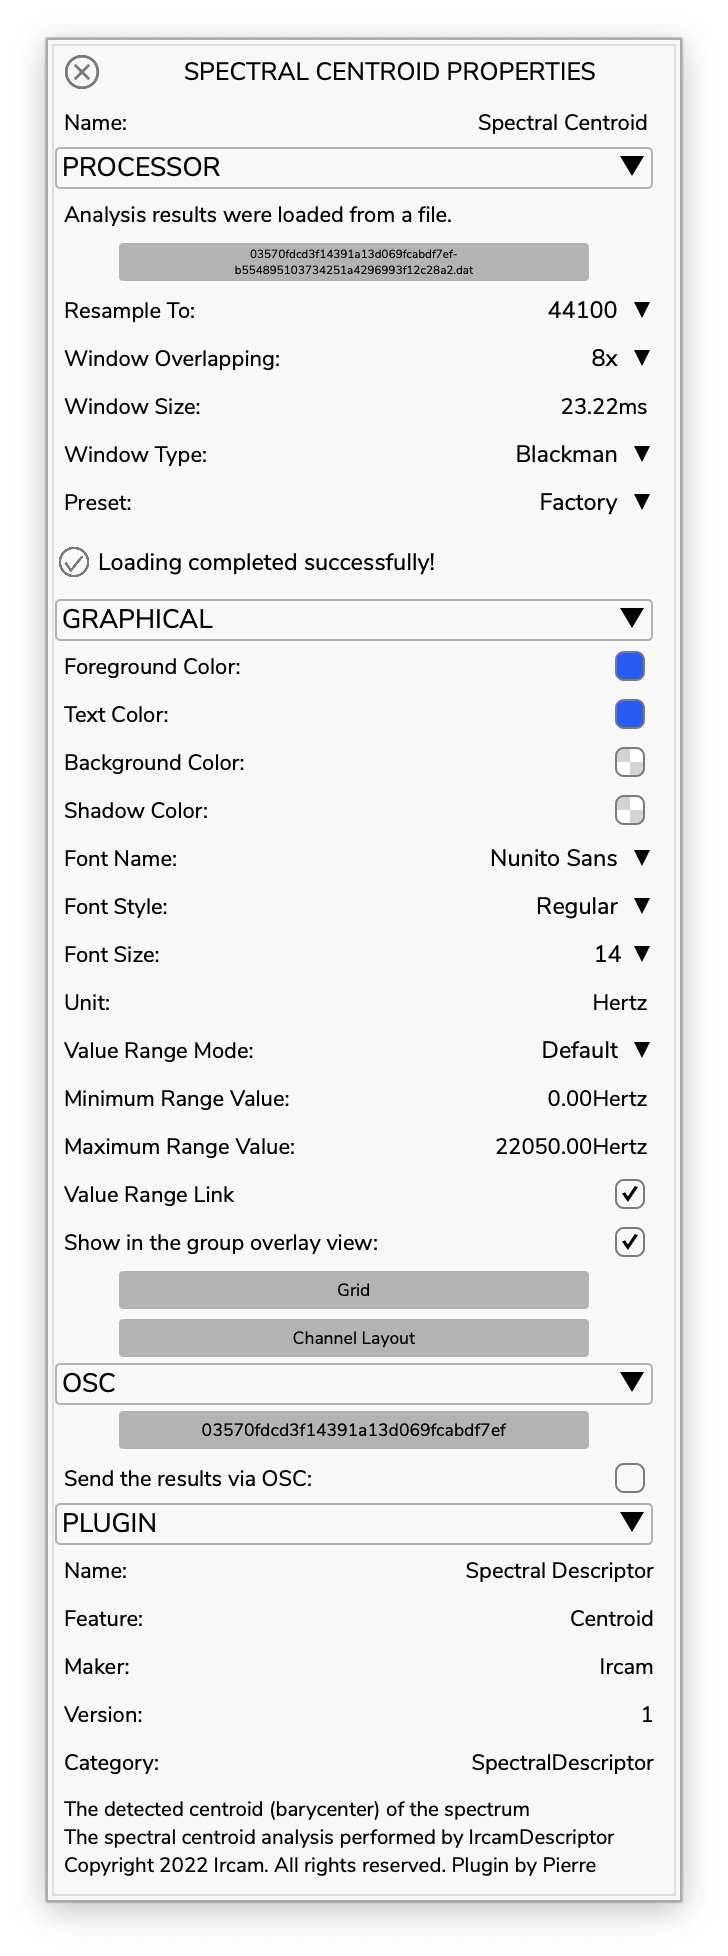 SPECTRAL CENTROID PROPERTIES
Name: Spectral Centroid
PROCESSOR
Analysis results were loaded from a file.
03570fdcd3f14391a13d069fcabdf7ef-
b554895103734251a4296993f12c28a2.dat
Resample To: 44100
Window Overlapping: 8x
Window Size: 23.22ms
Window Type: Blackman
Preset: Factory
Loading completed successfully!
GRAPHICAL
Foreground Color:
Text Color:
Background Color:
Shadow Color:
Font Name: Nunito Sans
Font Style: Regular
Font Size: 14
Unit: Hertz
Value Range Mode: Default
Minimum Range Value: 0.00Hertz
Maximum Range Value: 22050.00Hertz
Value Range Link
Show in the group overlay view:
Grid
Channel Layout
OSC
03570fdcd3f14391a13d069fcabdf7ef
Send the results via OSC:
PLUGIN
Name: Spectral Descriptor
Feature: Centroid
Maker: Ircam
Version: 1
Category: SpectralDescriptor
The detected centroid (barycenter) of the spectrum
The spectral centroid analysis performed by IrcamDescriptor
Copyright 2022 Ircam. All rights reserved. Plugin by Pierre